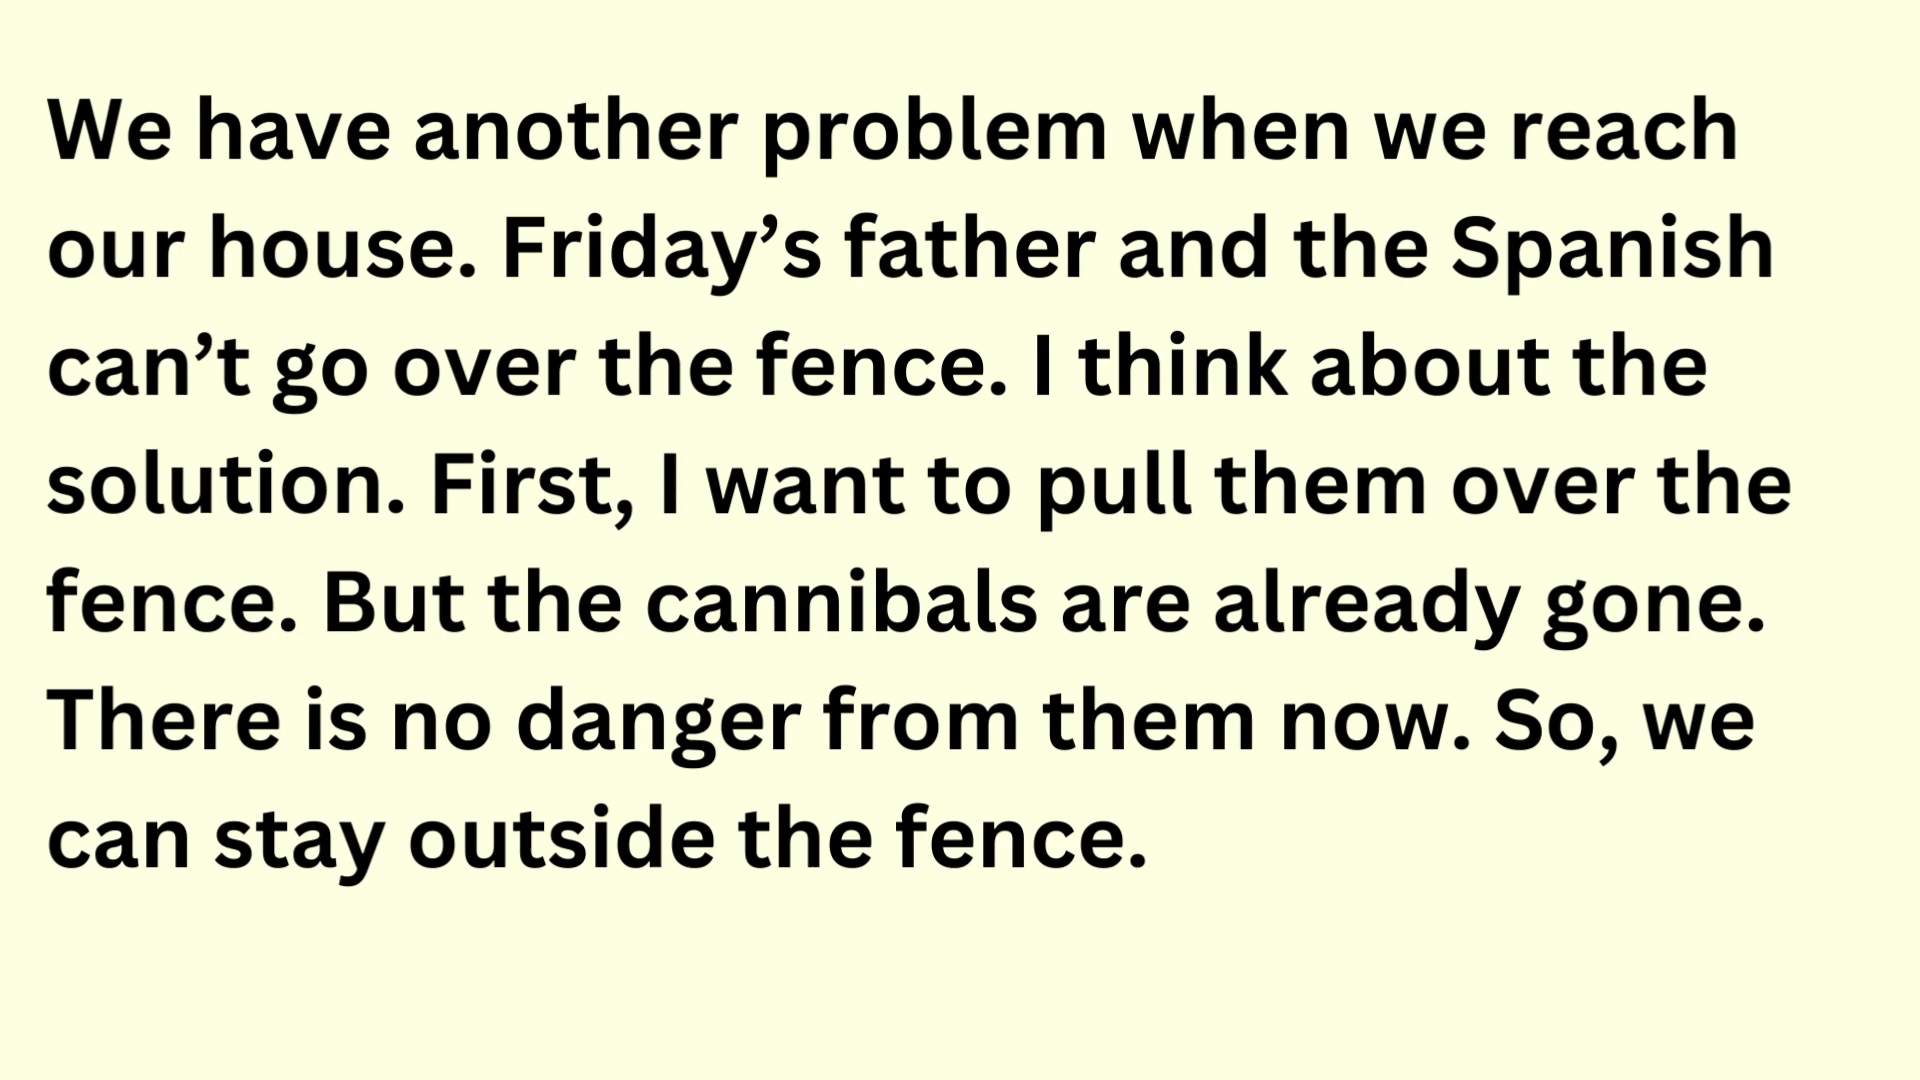 We have another problem when we reach
our house. Friday’s father and the Spanish
can’t go over the fence. I think about the
solution. First, I want to pull them over the
fence. But the cannibals are already gone.
There is no danger from them now. So, we
can stay outside the fence.